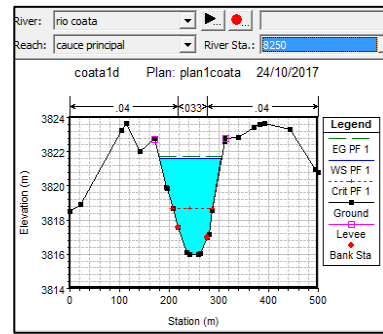 River: rio coata
Reach: cauce principal River Sta.: 8250
coata1d Plan: plan1coata 24/10/2017
.04 .033 .04
3824
3822
3820
3818
3816
3814
0 100 200 300 400 500
Elevation (m)
Station (m)
Legend
EG PF 1
WS PF 1
Crit PF 1
Ground
Levee
Bank Sta